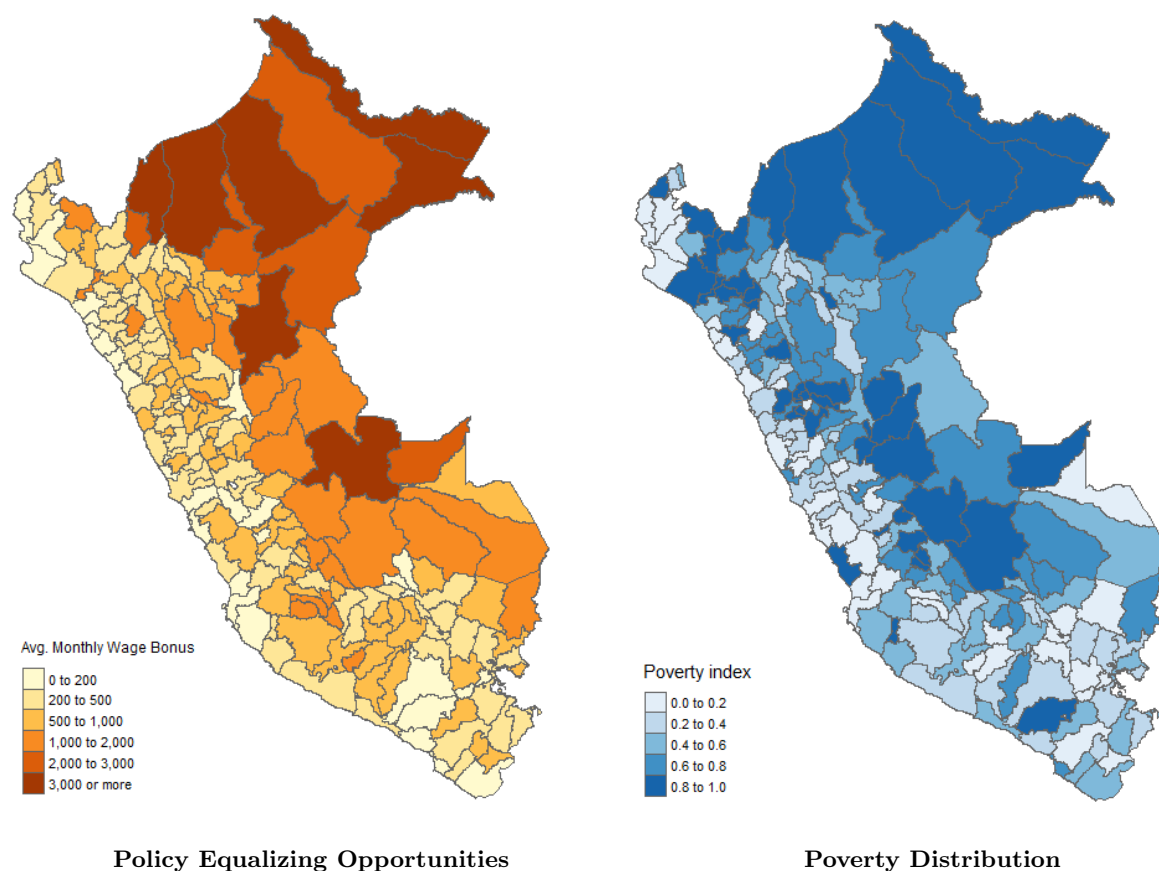 Avg. Monthly Wage Bonus
0 to 200
200 to 500
500 to 1,000
1,000 to 2,000
2,000 to 3,000
3,000 or more
Policy Equalizing Opportunities
Poverty index
0.0 to 0.2
0.2 to 0.4
0.4 to 0.6
0.6 to 0.8
0.8 to 1.0
Poverty Distribution